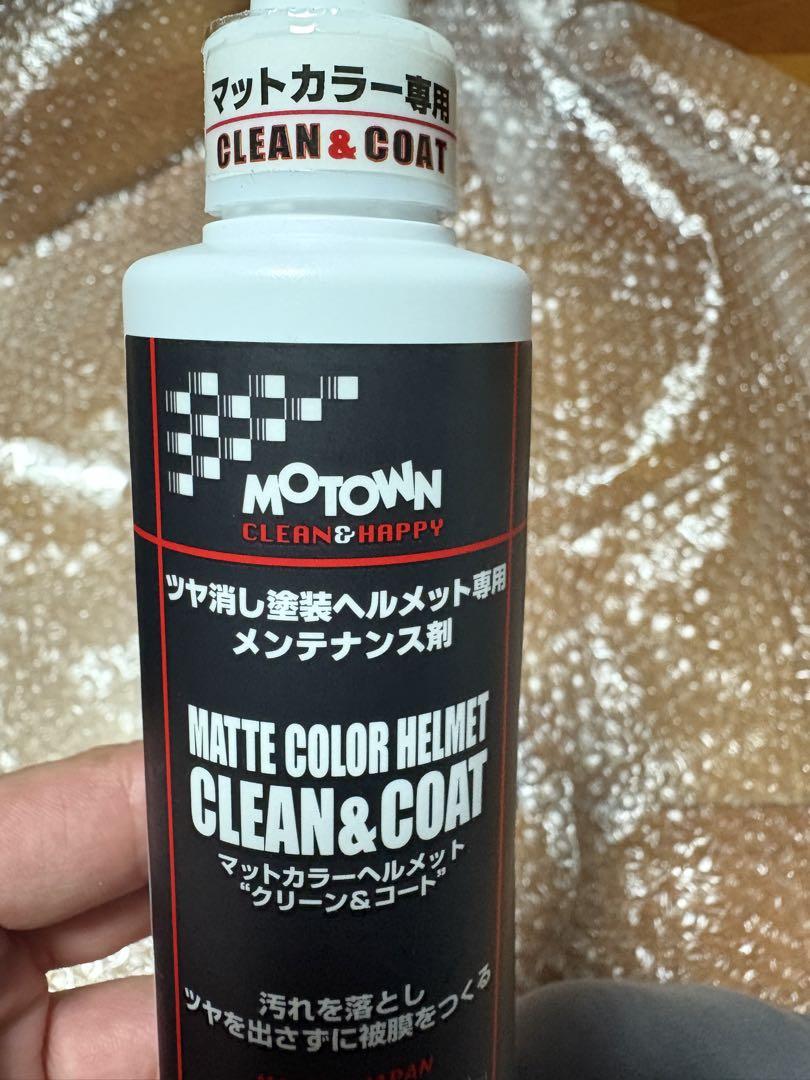 マットカラー専用
CLEAN & COAT
MOTOWN
CLEAN&HAPPY
ツヤ消し塗装ヘルメット専用
メンテナンス剤
MATTE COLOR HELMET
CLEAN&COAT
マットカラーヘルメット
“クリーン&コート”
汚れを落とし
ツヤを出さずに被膜をつくる
JAPAN